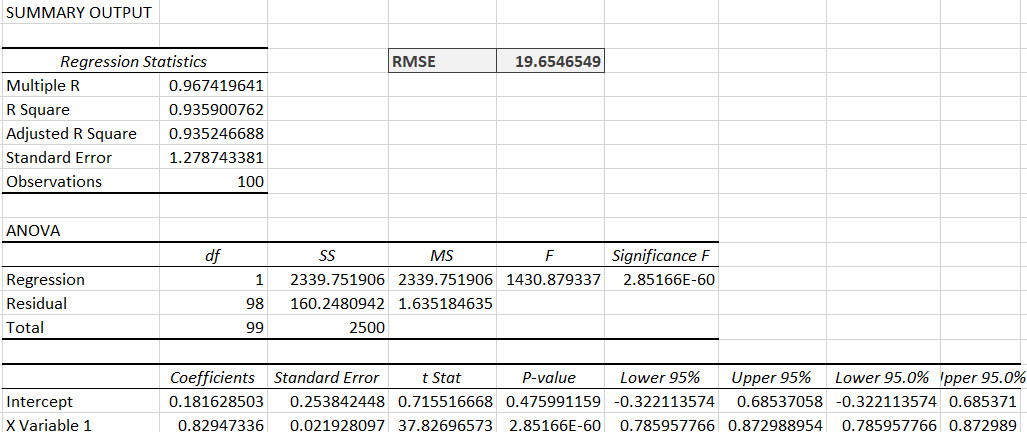 SUMMARY OUTPUT
Regression Statistics RMSE 19.6546549
Multiple R 0.967419641
R Square 0.935900762
Adjusted R Square 0.935246688
Standard Error 1.278743381
Observations 100
ANOVA
df SS MS F Significance F
Regression 1 2339.751906 2339.751906 1430.879337 2.85166E-60
Residual 98 160.2480942 1.635184635
Total 99 2500
Coefficients Standard Error t Stat P-value Lower 95% Upper 95% Lower 95.0% Upper 95.0%
Intercept 0.181628503 0.253842448 0.715516668 0.475991159 -0.322113574 0.68537058 -0.322113574 0.685371
X Variable 1 0.82947336 0.021928097 37.82696573 2.85166E-60 0.785957766 0.872988954 0.785957766 0.872989